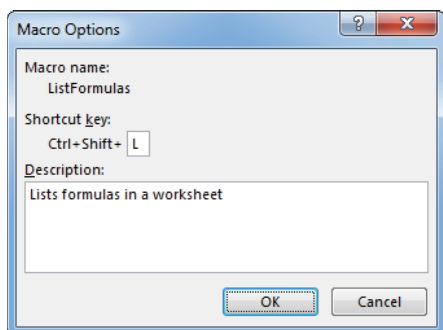 Macro Options
Macro name:
ListFormulas
Shortcut key:
Ctrl+Shift+ L
Description:
Lists formulas in a worksheet
OK Cancel